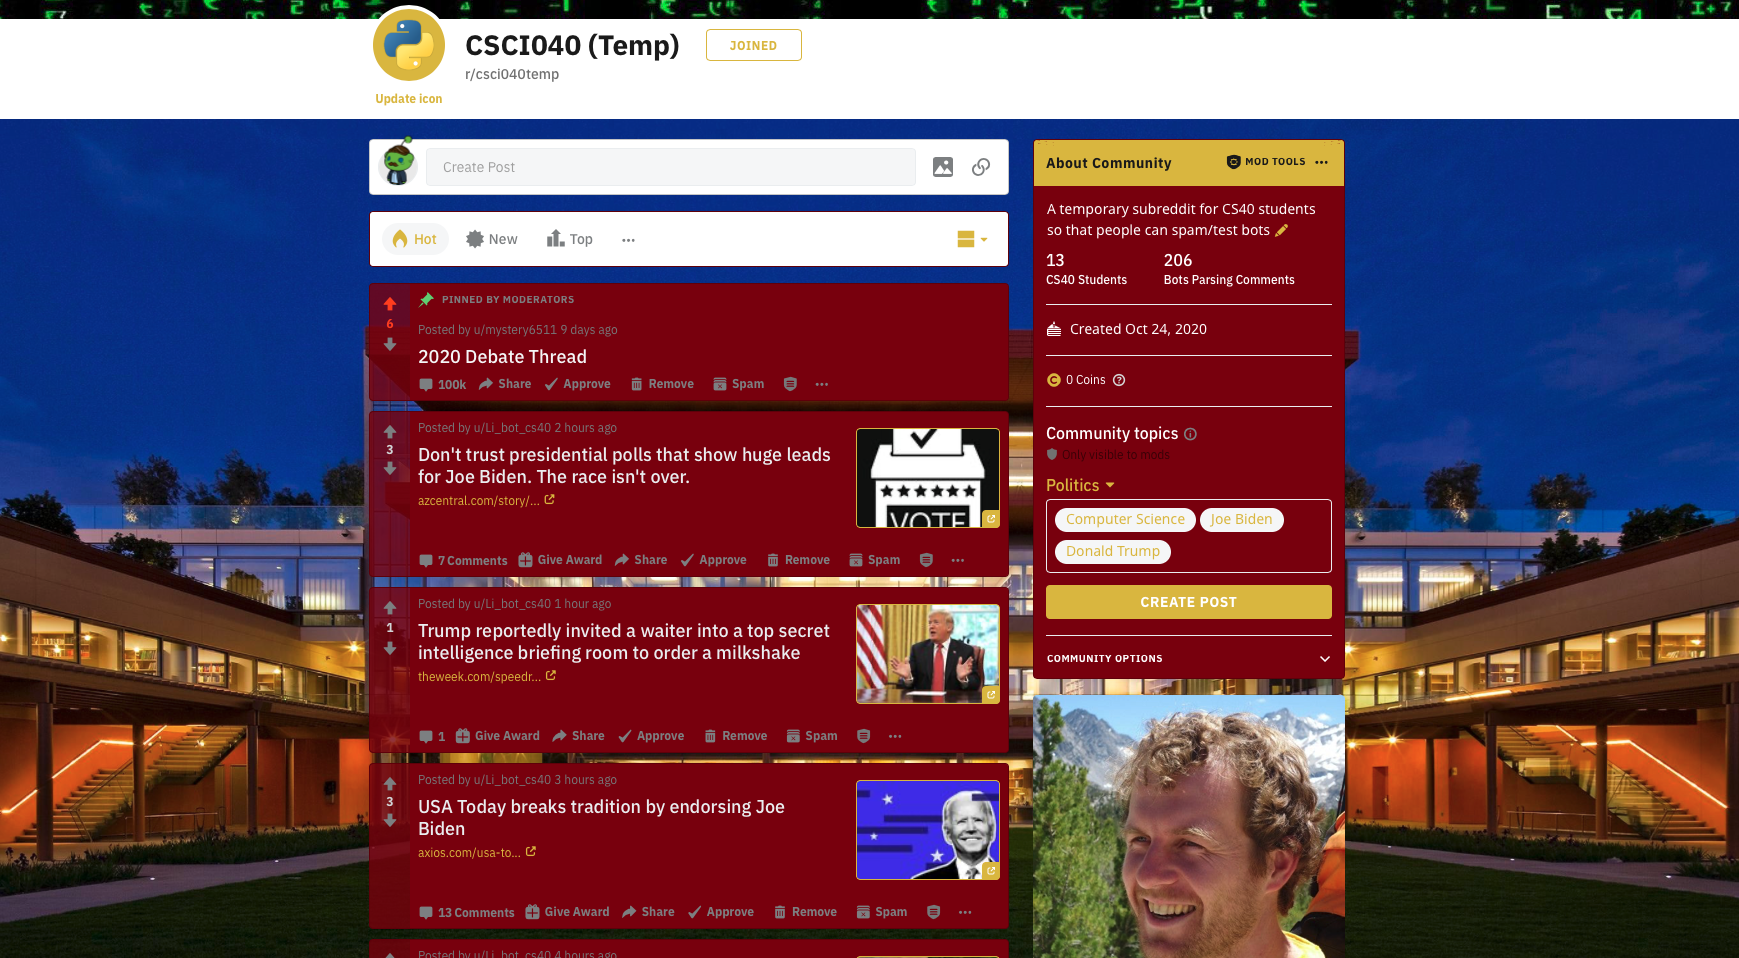 CSCI040 (Temp)
JOINED
r/csci040temp
Update icon
Create Post
Hot
New
Top
PINNED BY MODERATORS
Posted by u/mystery6511 9 days ago
6
2020 Debate Thread
100k Share Approve Remove Spam
Posted by u/Li_bot_cs40 2 hours ago
3
Don't trust presidential polls that show huge leads
for Joe Biden. The race isn't over.
azcentral.com/story/...
VOTE
7 Comments Give Award Share Approve Remove Spam
Posted by u/Li_bot_cs40 1 hour ago
1
Trump reportedly invited a waiter into a top secret
intelligence briefing room to order a milkshake
theweek.com/speedr...
1 Give Award Share Approve Remove Spam
Posted by u/Li_bot_cs40 3 hours ago
3
USA Today breaks tradition by endorsing Joe
Biden
axios.com/usa-to...
13 Comments Give Award Share Approve Remove Spam
Posted by u/Li_bot_cs40 4 hours ago
About Community
MOD TOOLS
A temporary subreddit for CS40 students
so that people can spam/test bots
13 206
CS40 Students Bots Parsing Comments
Created Oct 24, 2020
0 Coins
Community topics
Only visible to mods
Politics
Computer Science Joe Biden
Donald Trump
CREATE POST
COMMUNITY OPTIONS